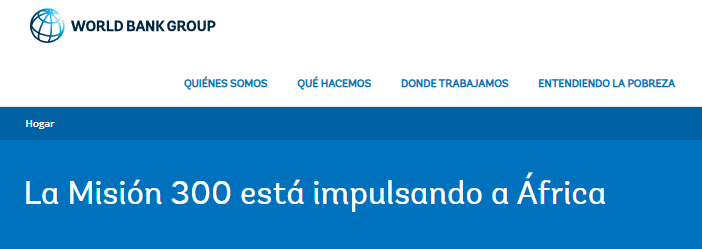 WORLD BANK GROUP
QUIÉNES SOMOS QUÉ HACEMOS DONDE TRABAJAMOS ENTENDIENDO LA POBREZA
Hogar
La Misión 300 está impulsando a África